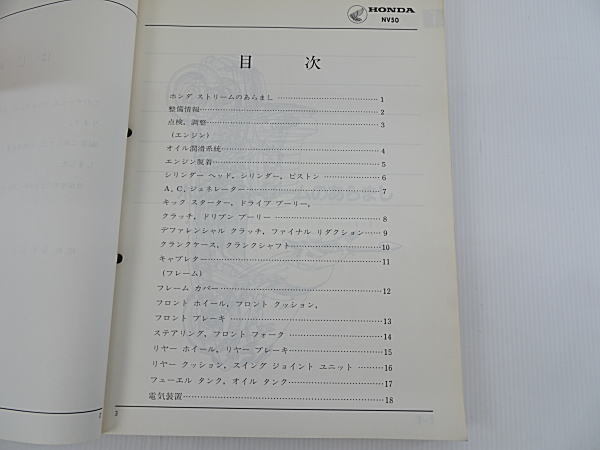 HONDA
NV50
目 次
ホンダ ストリームのあらまし …… 1
整備情報 …… 2
点検，調整 …… 3
(エンジン)
オイル潤滑系統 …… 4
エンジン脱着 …… 5
シリンダー ヘッド，シリンダー，ピストン …… 6
A，C，ジェネレーター …… 7
キック スターター，ドライブ プーリー，
クラッチ，ドリブン プーリー …… 8
デファレンシャル クラッチ，ファイナル リダクション …… 9
クランクケース，クランクシャフト …… 10
キャブレター …… 11
(フレーム)
フレーム カバー …… 12
フロント ホイール，フロント クッション，
フロント ブレーキ …… 13
ステアリング，フロント フォーク …… 14
リヤー ホイール，リヤー ブレーキ …… 15
リヤー クッション，スイング ジョイント ユニット …… 16
フューエル タンク，オイル タンク …… 17
電気装置 …… 18